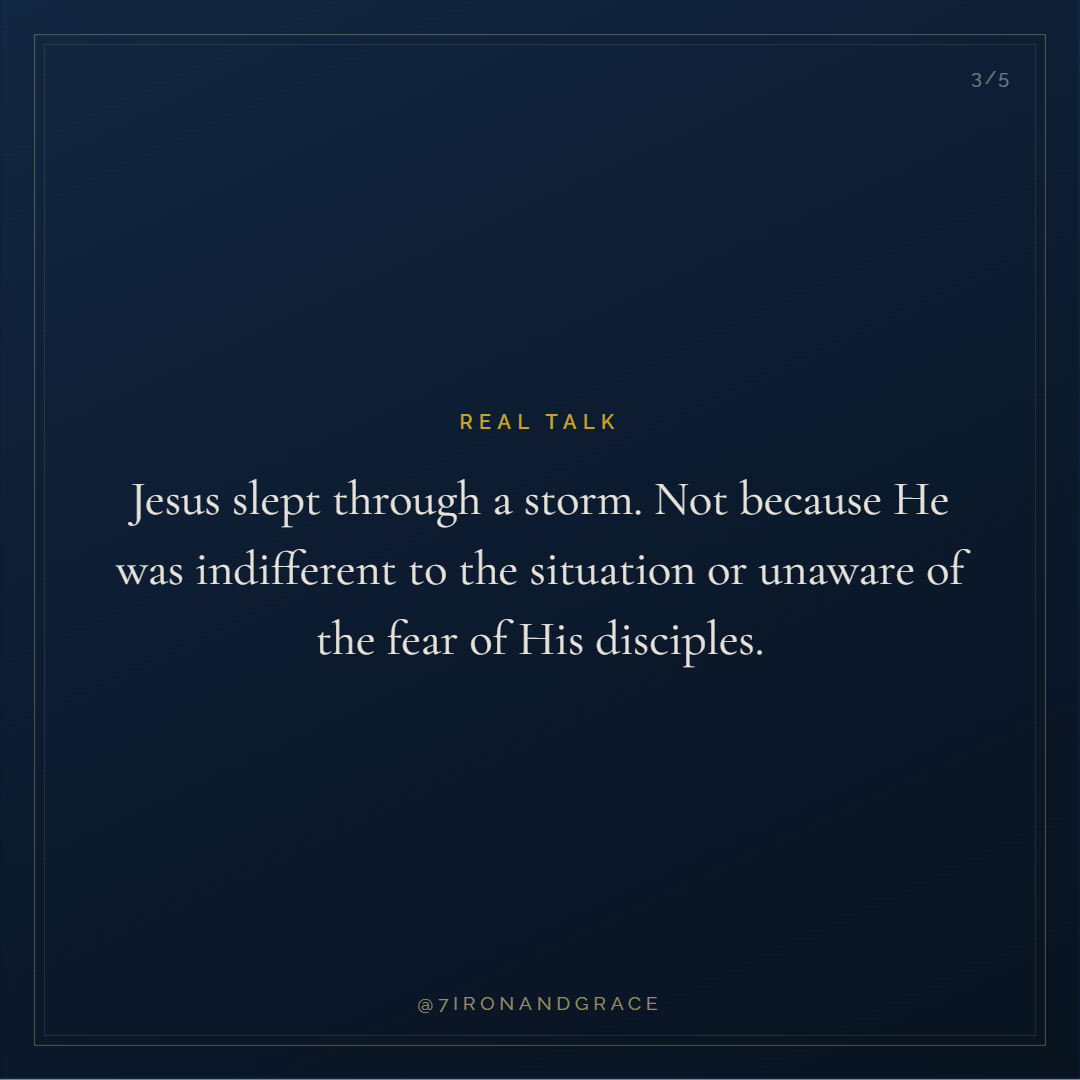 3/5
REAL TALK
Jesus slept through a storm. Not because He
was indifferent to the situation or unaware of
the fear of His disciples.
@7IRONANDGRACE